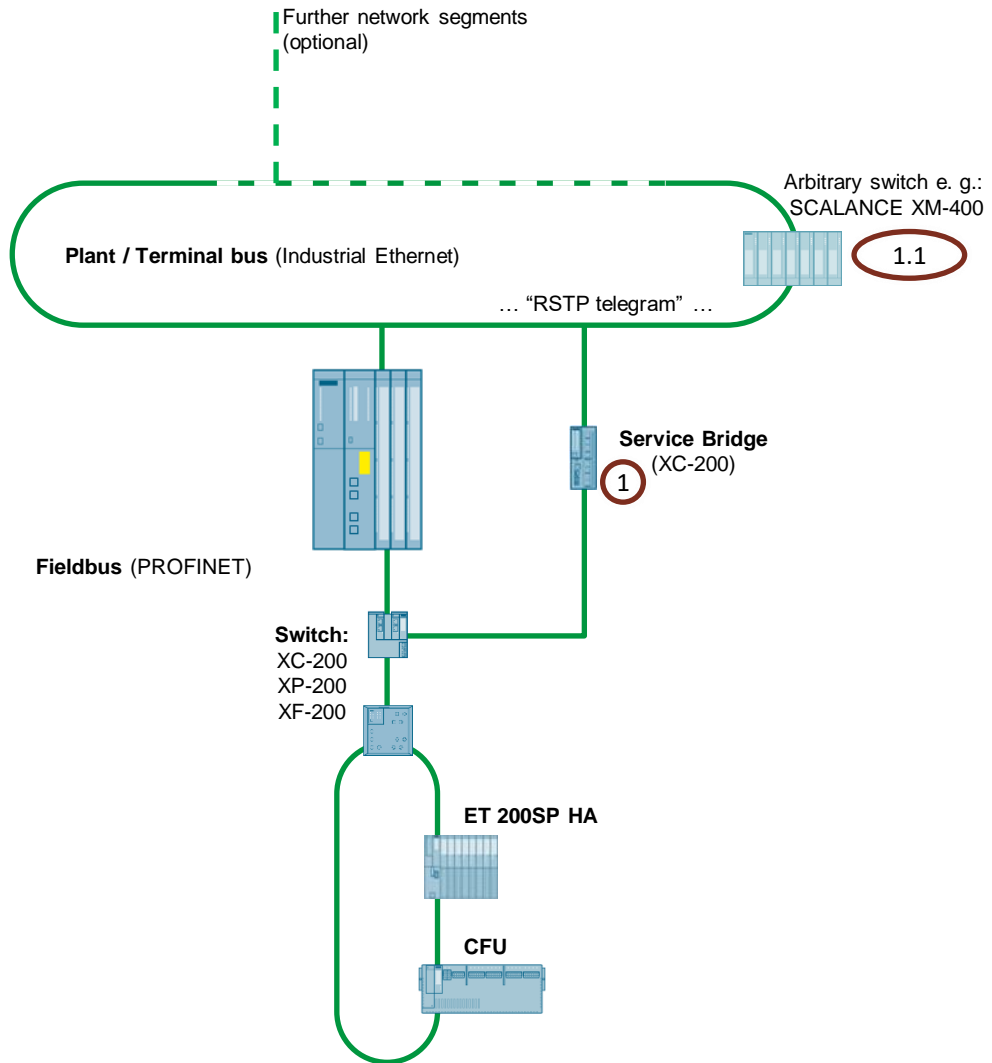 Further network segments
(optional)
Arbitrary switch e. g.:
SCALANCE XM-400
1.1
Plant / Terminal bus (Industrial Ethernet)
… “RSTP telegram” …
Service Bridge
(XC-200)
1
Fieldbus (PROFINET)
Switch:
XC-200
XP-200
XF-200
ET 200SP HA
CFU